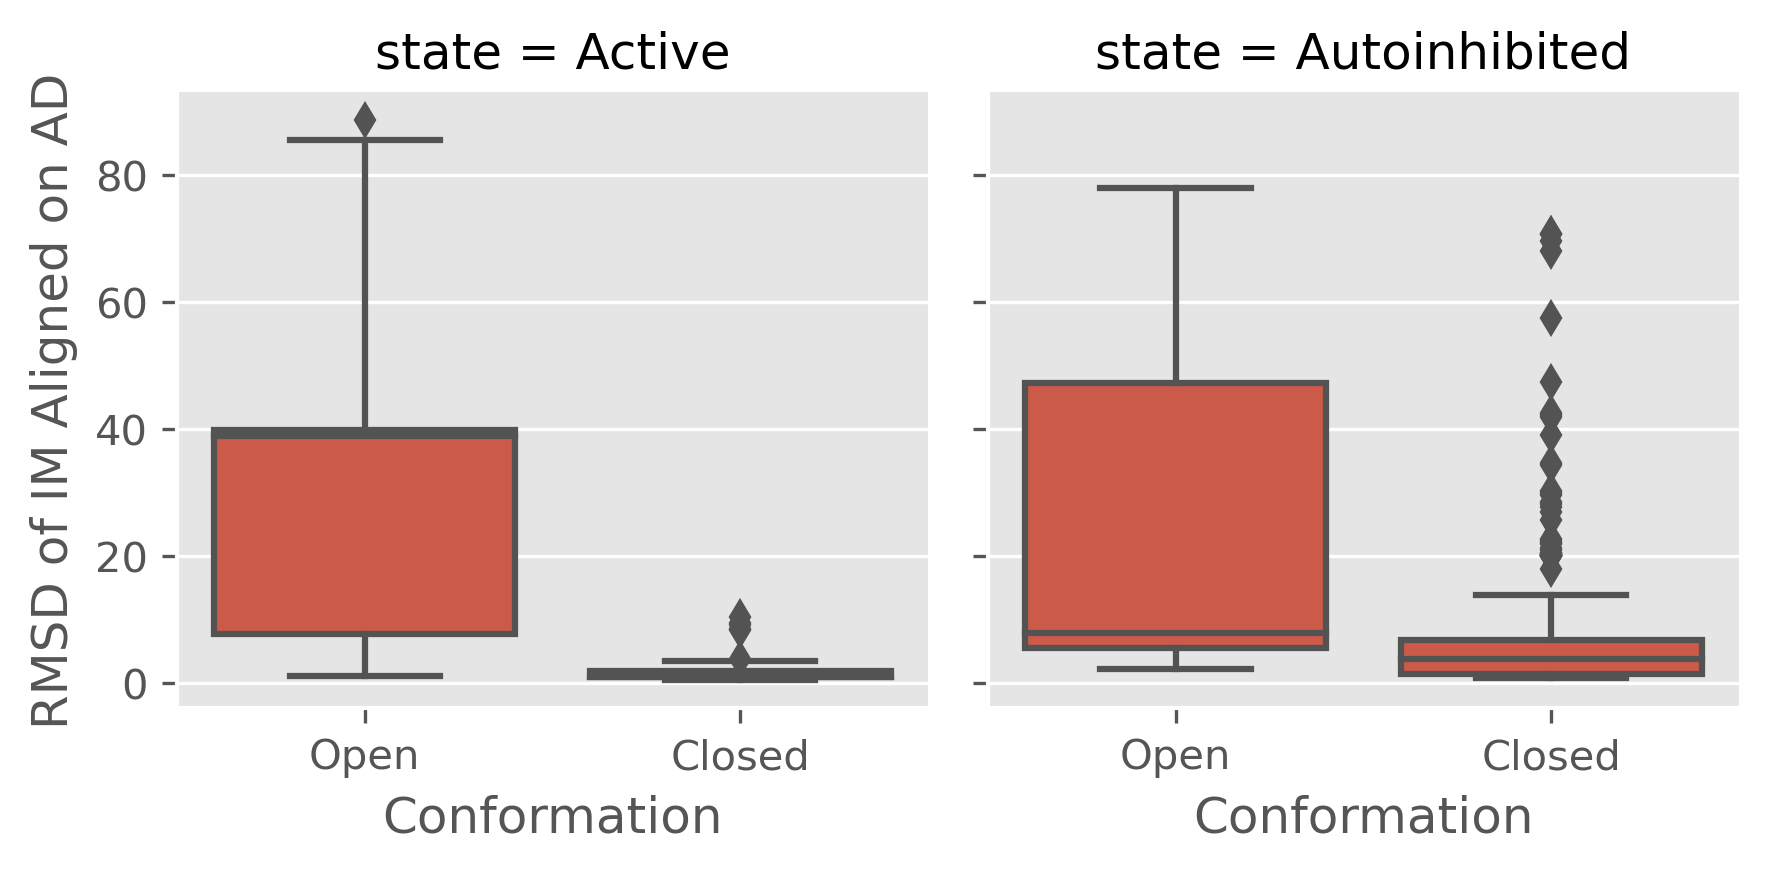 state = Active
state = Autoinhibited
RMSD of IM Aligned on AD
80
60
40
20
0
Open
Closed
Open
Closed
Conformation
Conformation